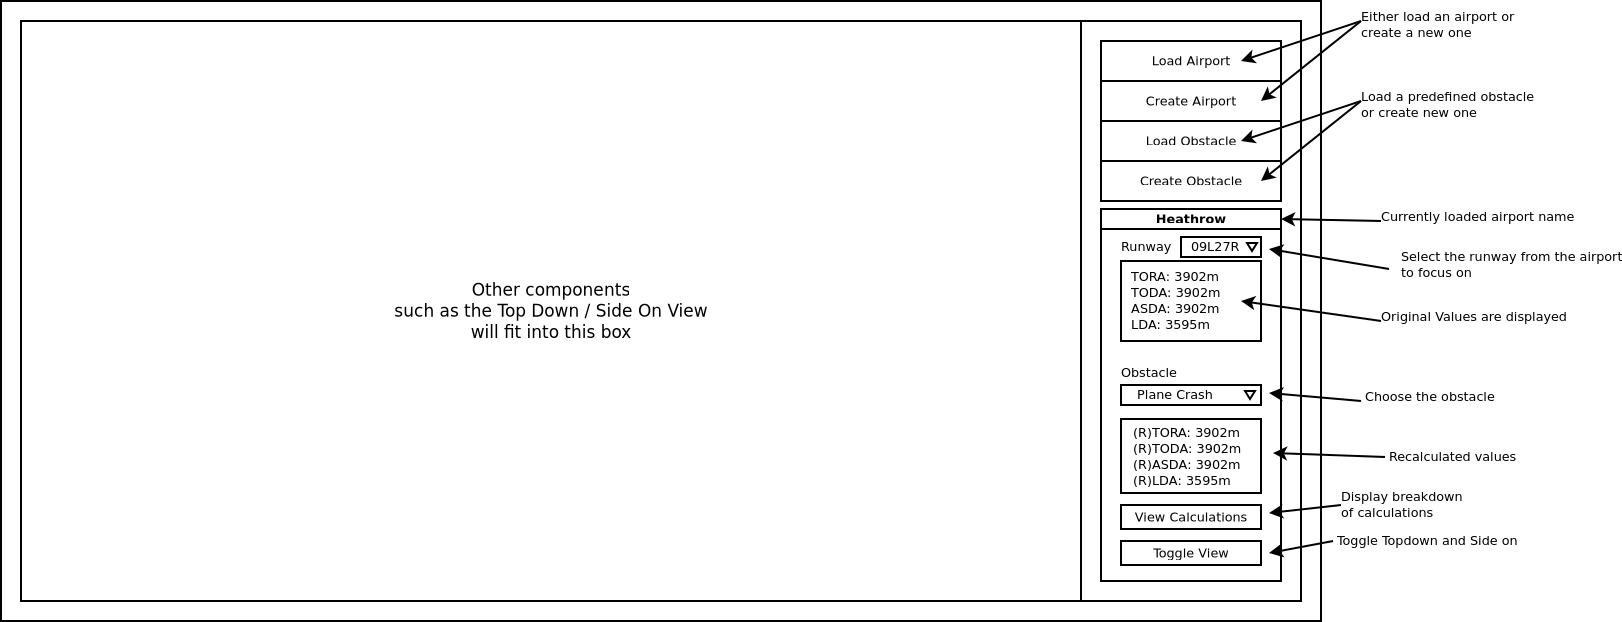 Other components
such as the Top Down / Side On View
will fit into this box
Load Airport
Create Airport
Load Obstacle
Create Obstacle
Heathrow
Runway
09L27R
TORA: 3902m
TODA: 3902m
ASDA: 3902m
LDA: 3595m
Obstacle
Plane Crash
(R)TORA: 3902m
(R)TODA: 3902m
(R)ASDA: 3902m
(R)LDA: 3595m
View Calculations
Toggle View
Either load an airport or
create a new one
Load a predefined obstacle
or create new one
Currently loaded airport name
Select the runway from the airport
to focus on
Original Values are displayed
Choose the obstacle
Recalculated values
Display breakdown
of calculations
Toggle Topdown and Side on